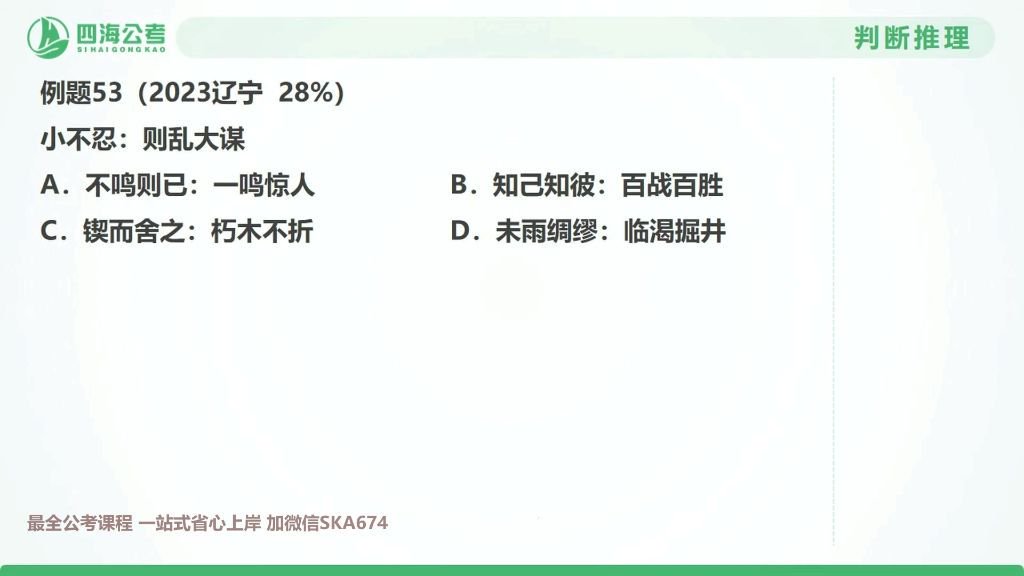 四海公考
SIHAIGONGKAO
判断推理
例题53（2023辽宁 28%）
小不忍：则乱大谋
A．不鸣则已：一鸣惊人
B．知己知彼：百战百胜
C．锲而舍之：朽木不折
D．未雨绸缪：临渴掘井
最全公考课程 一站式省心上岸 加微信SKA674